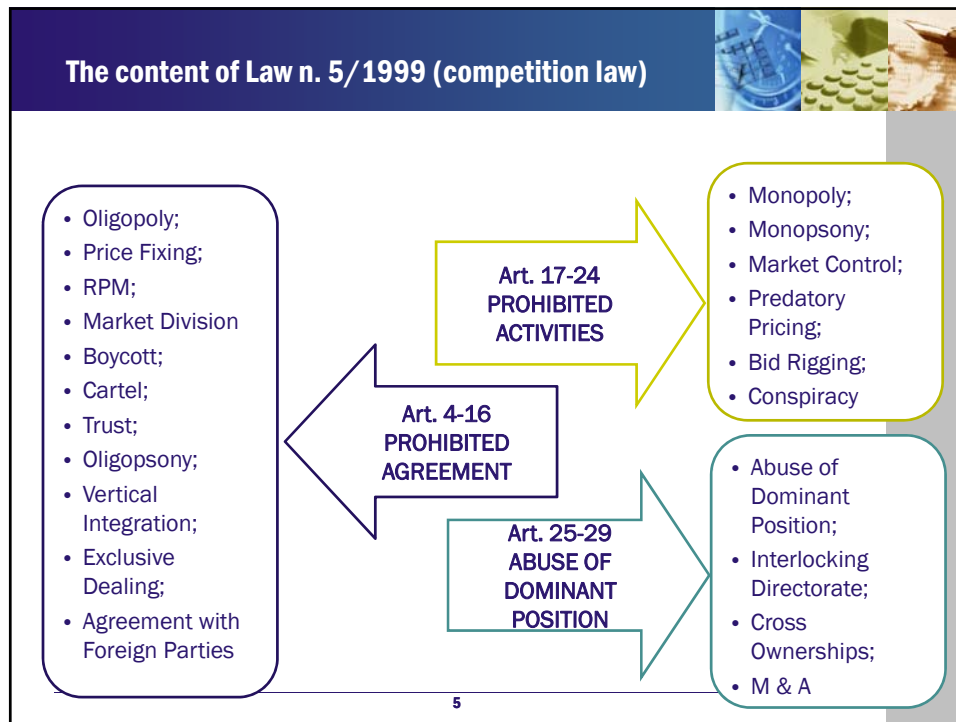 The content of Law n. 5/1999 (competition law)
• Oligopoly;
• Price Fixing;
• RPM;
• Market Division
• Boycott;
• Cartel;
• Trust;
• Oligopsony;
• Vertical
Integration;
• Exclusive
Dealing;
• Agreement with
Foreign Parties
Art. 4-16
PROHIBITED
AGREEMENT
Art. 17-24
PROHIBITED
ACTIVITIES
• Monopoly;
• Monopsony;
• Market Control;
• Predatory
Pricing;
• Bid Rigging;
• Conspiracy
Art. 25-29
ABUSE OF
DOMINANT
POSITION
• Abuse of
Dominant
Position;
• Interlocking
Directorate;
• Cross
Ownerships;
• M & A
5